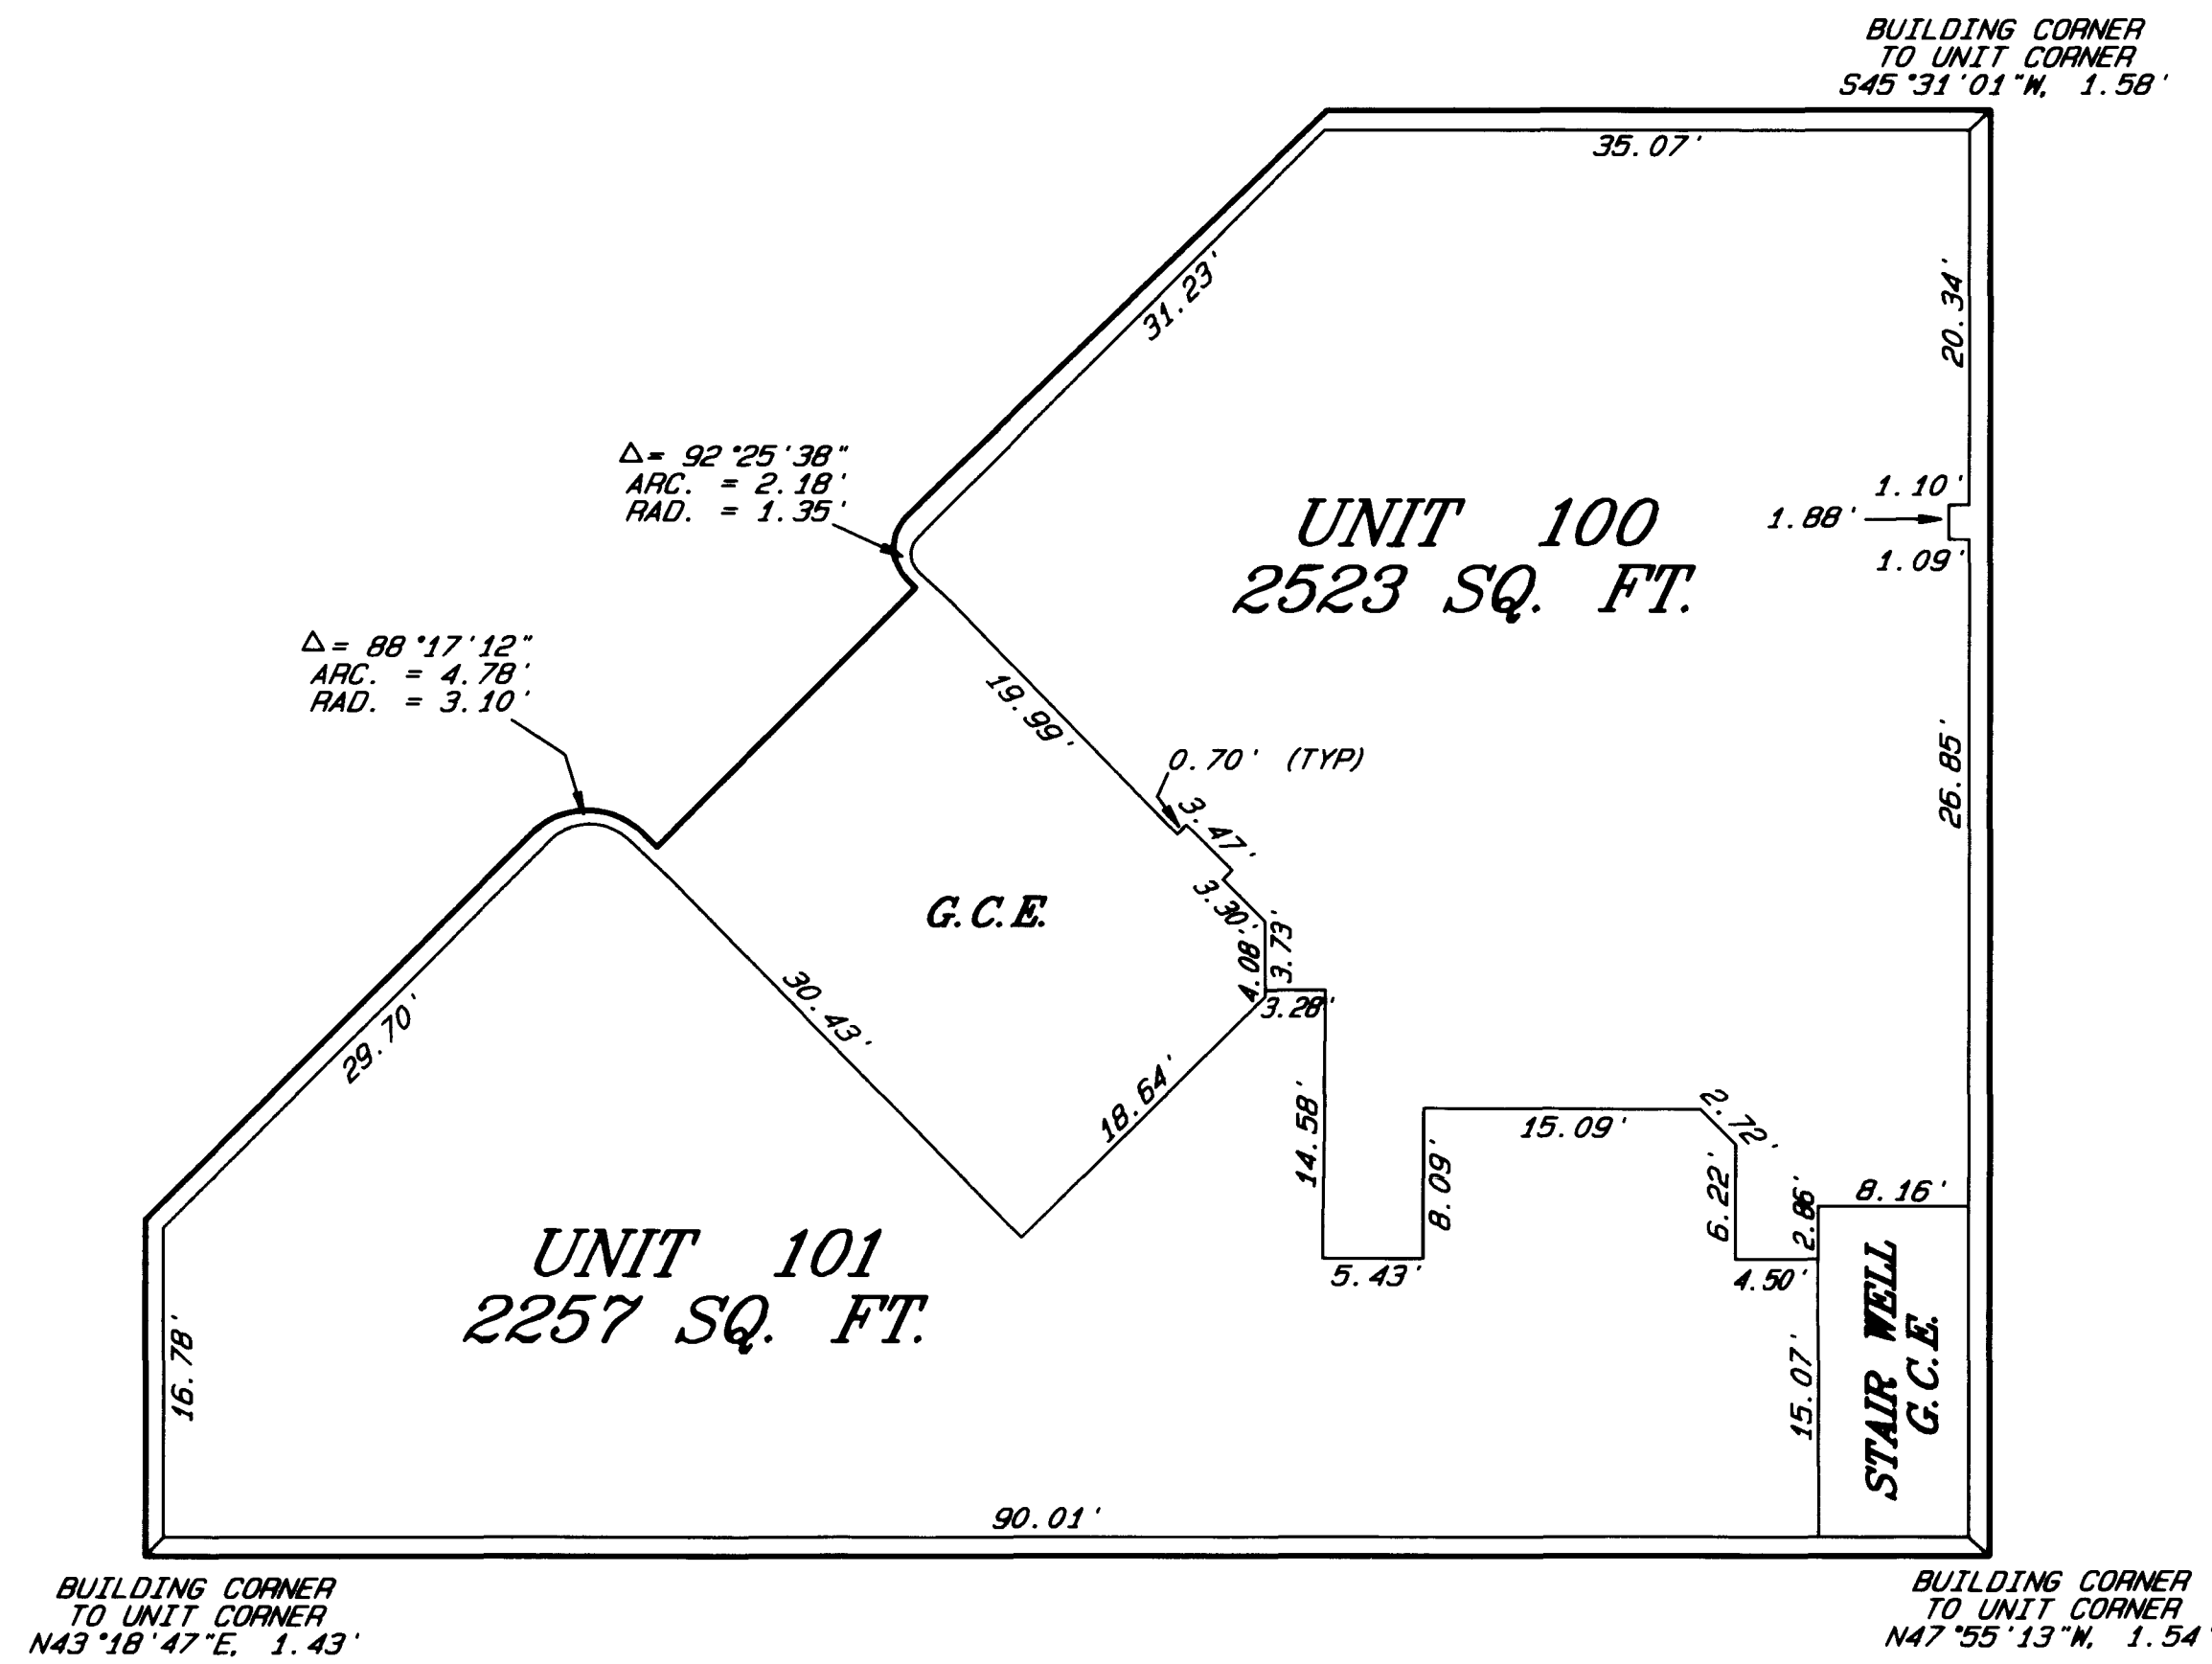 BUILDING CORNER
TO UNIT CORNER
S45°31'01"W, 1.58'
35.07'
31.23'
20.34'
Δ= 92°25'38"
ARC. = 2.18'
RAD. = 1.35'
1.10'
1.88'
1.09'
UNIT 100
2523 SQ. FT.
Δ= 88°17'12"
ARC. = 4.78'
RAD. = 3.10'
19.99'
0.70' (TYP)
3.47'
3.30'
26.85'
G.C.E.
4.08'
3.73'
3.28'
30.43'
29.70'
18.64'
14.58'
15.09'
2.72'
8.09'
6.22'
2.86'
8.16'
5.43'
4.50'
UNIT 101
2257 SQ. FT.
16.78'
15.07'
STAIR WELL
G.C.E.
90.01'
BUILDING CORNER
TO UNIT CORNER
N43°18'47"E, 1.43'
BUILDING CORNER
TO UNIT CORNER
N47°55'13"W, 1.54'